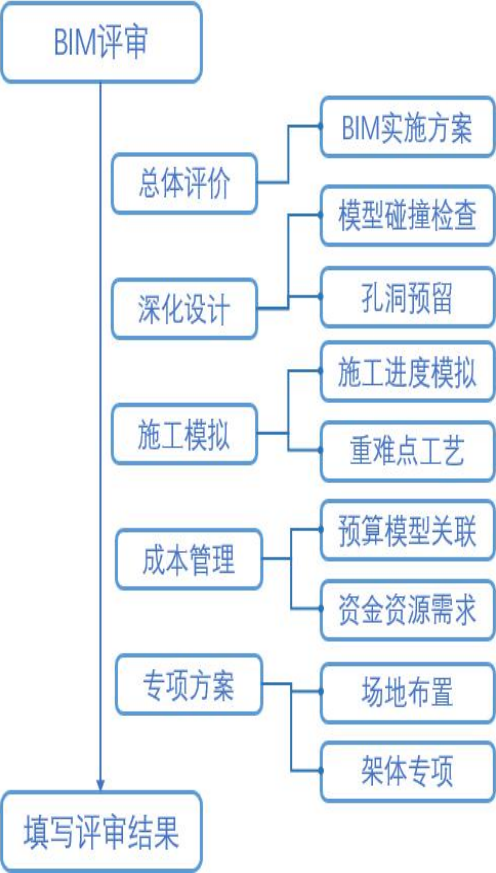 BIM评审
总体评价
BIM实施方案
深化设计
模型碰撞检查
孔洞预留
施工模拟
施工进度模拟
重难点工艺
成本管理
预算模型关联
资金资源需求
专项方案
场地布置
架体专项
填写评审结果